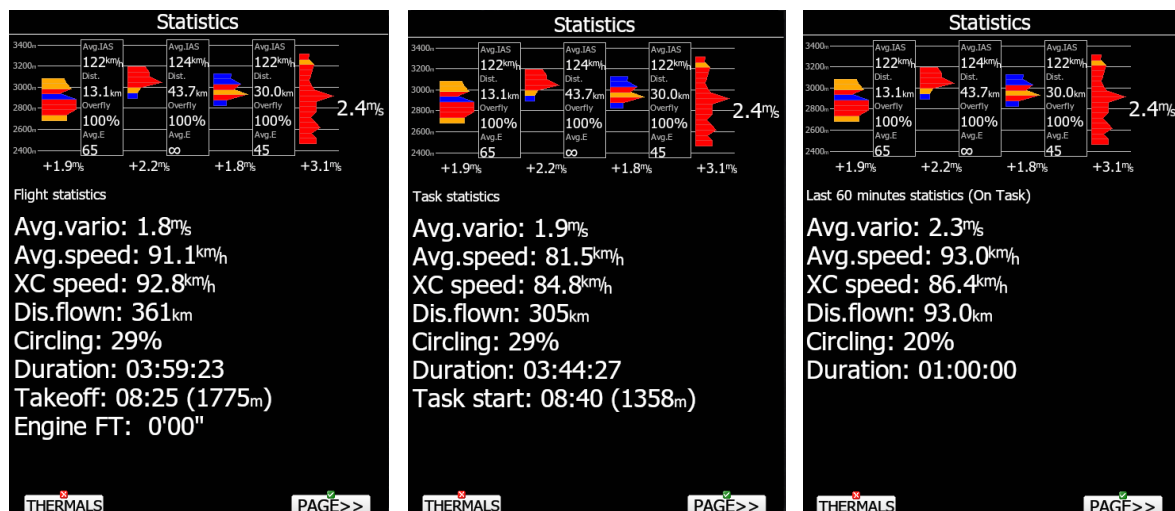 Statistics
3400m
3200m
3000m
2800m
2600m
2400m
Avg.IAS
122km/h
Dist.
13.1km
Overfly
100%
Avg.E
65
Avg.IAS
124km/h
Dist.
43.7km
Overfly
100%
Avg.E
∞
Avg.IAS
122km/h
Dist.
30.0km
Overfly
100%
Avg.E
45
2.4m/s
+1.9m/s +2.2m/s +1.8m/s +3.1m/s
Flight statistics
Avg.vario: 1.8m/s
Avg.speed: 91.1km/h
XC speed: 92.8km/h
Dis.flown: 361km
Circling: 29%
Duration: 03:59:23
Takeoff: 08:25 (1775m)
Engine FT: 0'00"
THERMALS PAGE>>
Statistics
3400m
3200m
3000m
2800m
2600m
2400m
Avg.IAS
122km/h
Dist.
13.1km
Overfly
100%
Avg.E
65
Avg.IAS
124km/h
Dist.
43.7km
Overfly
100%
Avg.E
∞
Avg.IAS
122km/h
Dist.
30.0km
Overfly
100%
Avg.E
45
2.4m/s
+1.9m/s +2.2m/s +1.8m/s +3.1m/s
Task statistics
Avg.vario: 1.9m/s
Avg.speed: 81.5km/h
XC speed: 84.8km/h
Dis.flown: 305km
Circling: 29%
Duration: 03:44:27
Task start: 08:40 (1358m)
THERMALS PAGE>>
Statistics
3400m
3200m
3000m
2800m
2600m
2400m
Avg.IAS
122km/h
Dist.
13.1km
Overfly
100%
Avg.E
65
Avg.IAS
124km/h
Dist.
43.7km
Overfly
100%
Avg.E
∞
Avg.IAS
122km/h
Dist.
30.0km
Overfly
100%
Avg.E
45
2.4m/s
+1.9m/s +2.2m/s +1.8m/s +3.1m/s
Last 60 minutes statistics (On Task)
Avg.vario: 2.3m/s
Avg.speed: 93.0km/h
XC speed: 86.4km/h
Dis.flown: 93.0km
Circling: 20%
Duration: 01:00:00
THERMALS PAGE>>